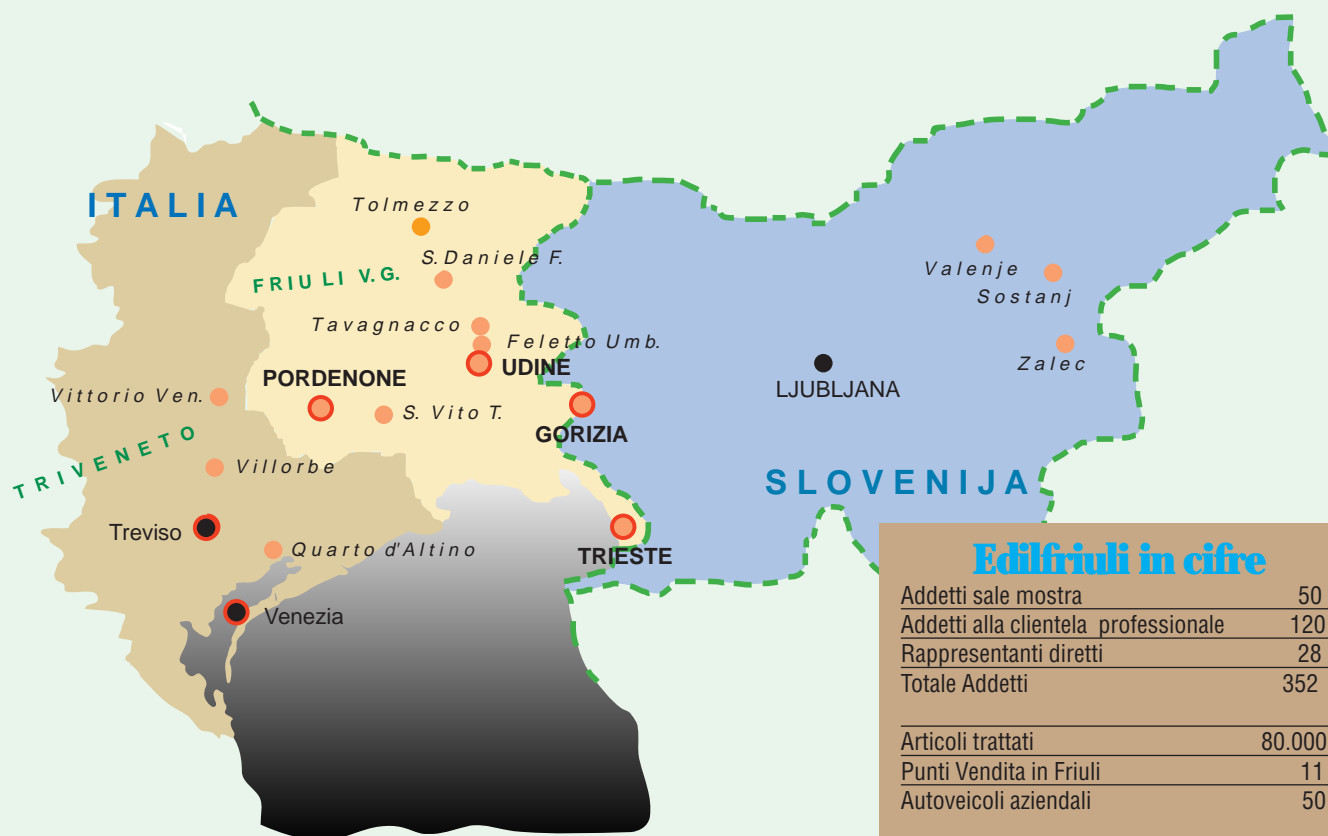 ITALIA
Tolmezzo
S. Daniele F.
FRIULI V.G.
Tavagnacco
Feletto Umb.
UDINE
PORDENONE
Vittorio Ven.
S. Vito T.
GORIZIA
TRIVENETO
Villorbe
Treviso
Quarto d'Altino
TRIESTE
Venezia
Valenje
Sostanj
Zalec
LJUBLJANA
SLOVENIJA
Edilfriuli in cifre
Addetti sale mostra 50
Addetti alla clientela professionale 120
Rappresentanti diretti 28
Totale Addetti 352
Articoli trattati 80.000
Punti Vendita in Friuli 11
Autoveicoli aziendali 50